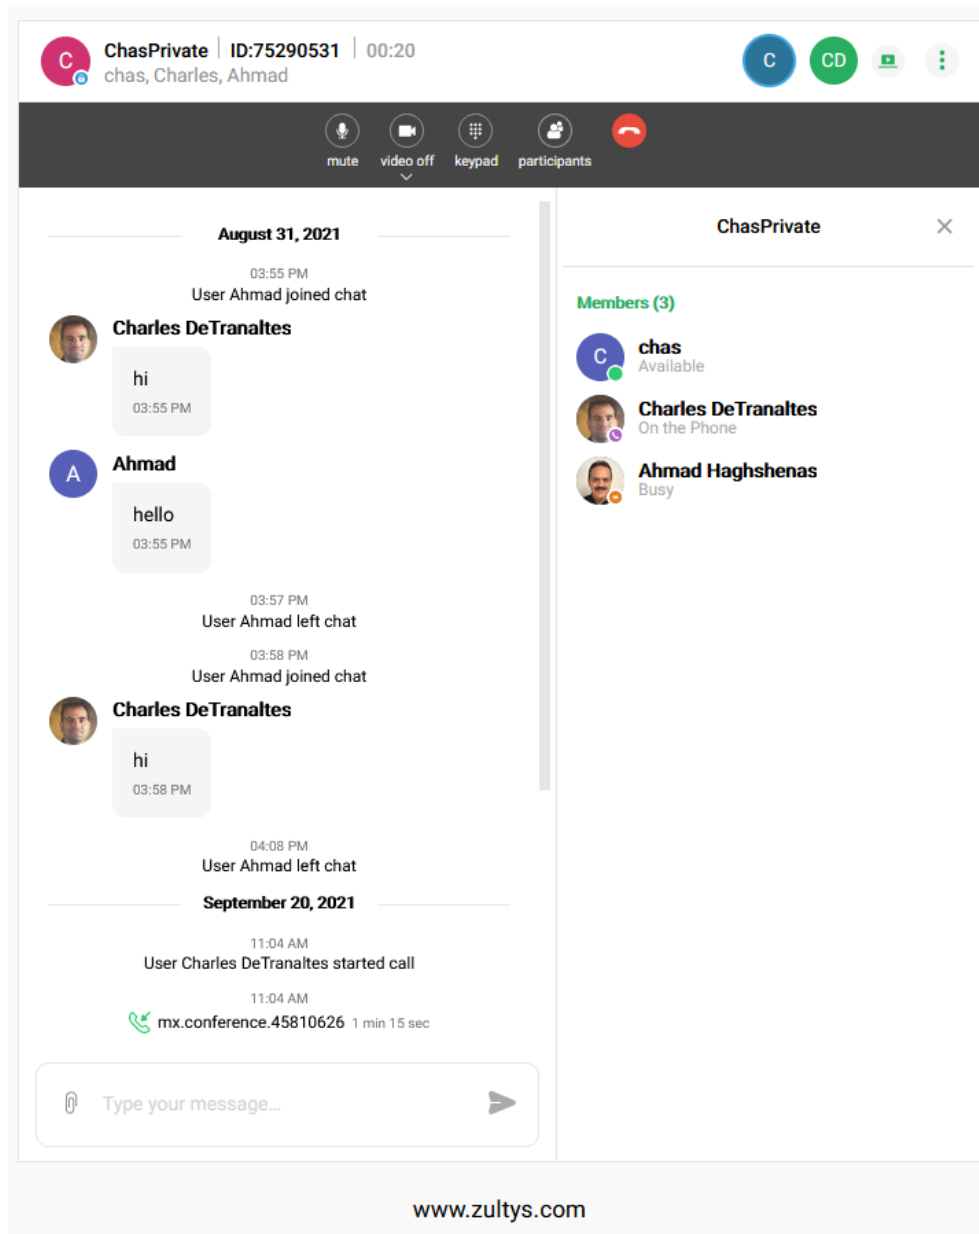 C
ChasPrivate ID:75290531 00:20
chas, Charles, Ahmad
C
CD
mute
video off
keypad
participants
August 31, 2021
03:55 PM
User Ahmad joined chat
Charles DeTranaltes
hi
03:55 PM
A
Ahmad
hello
03:55 PM
03:57 PM
User Ahmad left chat
03:58 PM
User Ahmad joined chat
Charles DeTranaltes
hi
03:58 PM
04:08 PM
User Ahmad left chat
September 20, 2021
11:04 AM
User Charles DeTranaltes started call
11:04 AM
mx.conference.45810626 1 min 15 sec
Type your message...
ChasPrivate
Members (3)
C
chas
Available
Charles DeTranaltes
On the Phone
Ahmad Haghshenas
Busy
www.zultys.com